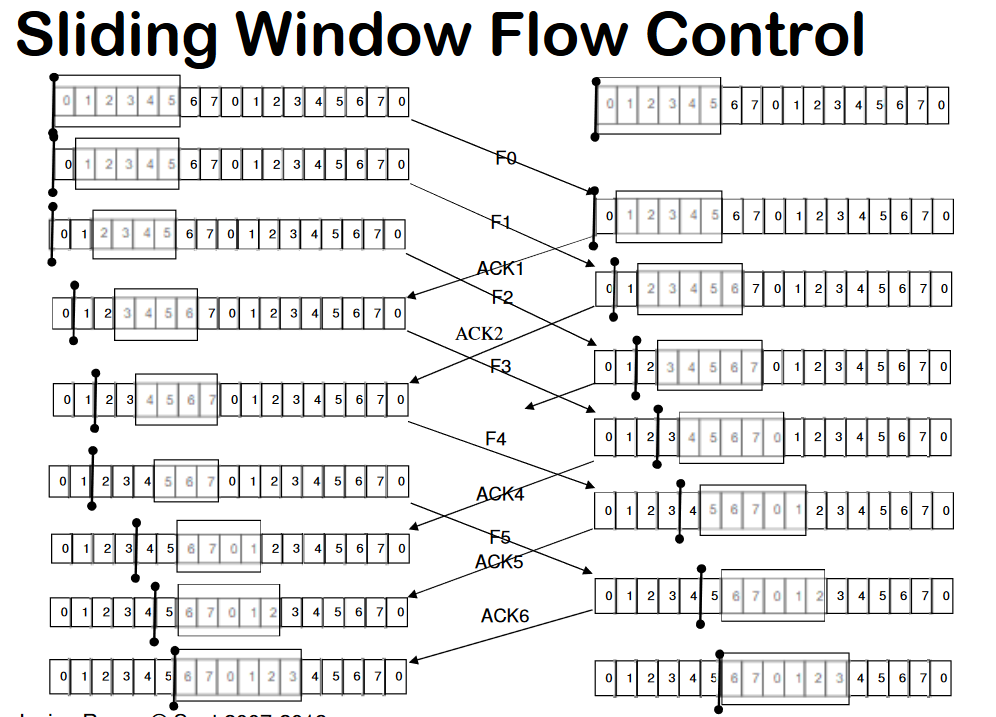 Sliding Window Flow Control
0 1 2 3 4 5 6 7 0 1 2 3 4 5 6 7 0
0 1 2 3 4 5 6 7 0 1 2 3 4 5 6 7 0
F0
0 1 2 3 4 5 6 7 0 1 2 3 4 5 6 7 0
0 1 2 3 4 5 6 7 0 1 2 3 4 5 6 7 0
F1
0 1 2 3 4 5 6 7 0 1 2 3 4 5 6 7 0
ACK1
0 1 2 3 4 5 6 7 0 1 2 3 4 5 6 7 0
F2
0 1 2 3 4 5 6 7 0 1 2 3 4 5 6 7 0
ACK2
F3
0 1 2 3 4 5 6 7 0 1 2 3 4 5 6 7 0
0 1 2 3 4 5 6 7 0 1 2 3 4 5 6 7 0
0 1 2 3 4 5 6 7 0 1 2 3 4 5 6 7 0
F4
0 1 2 3 4 5 6 7 0 1 2 3 4 5 6 7 0
ACK4
0 1 2 3 4 5 6 7 0 1 2 3 4 5 6 7 0
F5
0 1 2 3 4 5 6 7 0 1 2 3 4 5 6 7 0
ACK5
0 1 2 3 4 5 6 7 0 1 2 3 4 5 6 7 0
0 1 2 3 4 5 6 7 0 1 2 3 4 5 6 7 0
ACK6
0 1 2 3 4 5 6 7 0 1 2 3 4 5 6 7 0
0 1 2 3 4 5 6 7 0 1 2 3 4 5 6 7 0